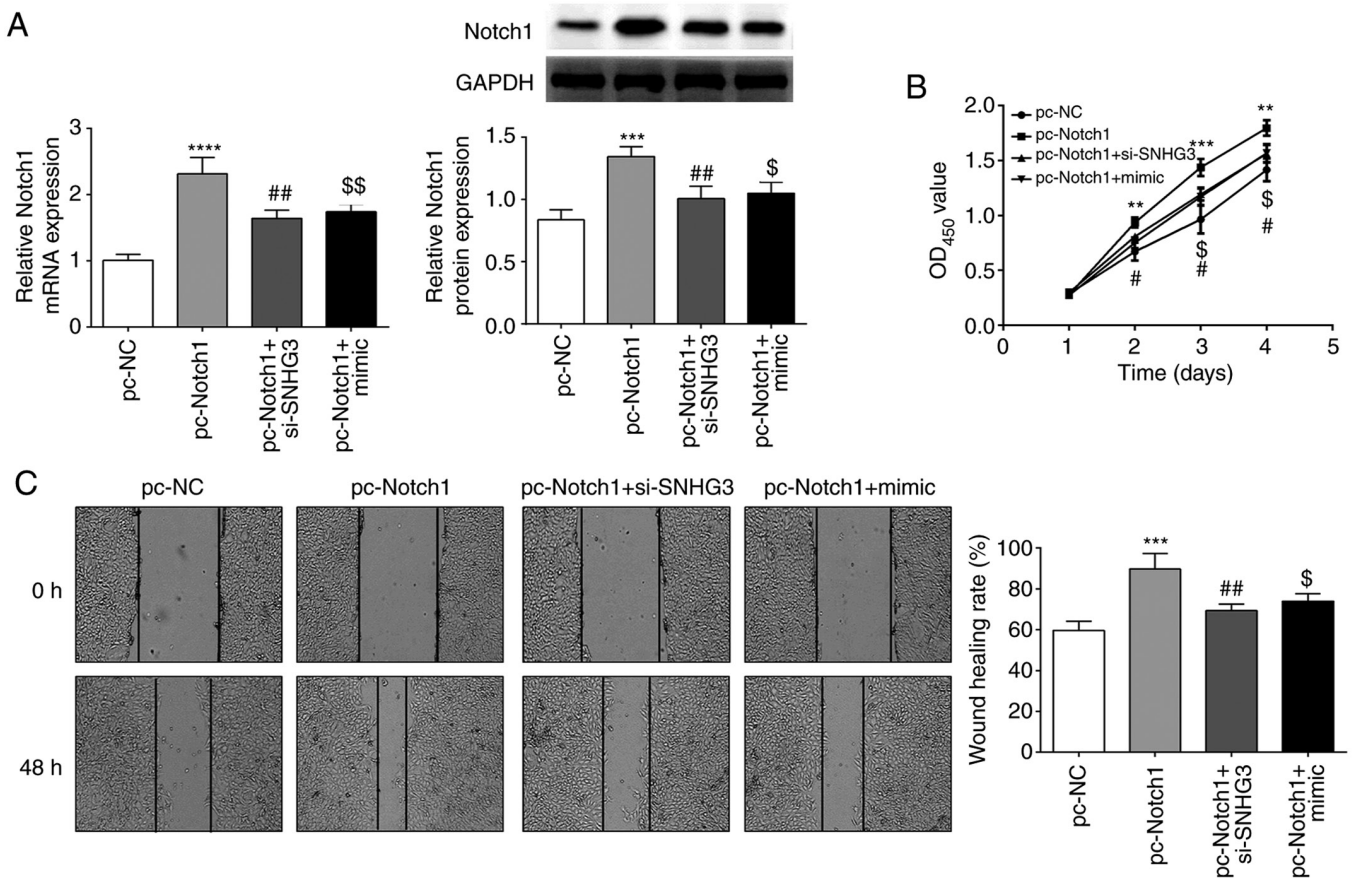 A
Notch1
GAPDH
Relative Notch1
mRNA expression
3
2
1
0
****
##
$$
pc-NC
pc-Notch1
pc-Notch1+
si-SNHG3
pc-Notch1+
mimic
Relative Notch1
protein expression
1.5
1.0
0.5
0.0
***
##
$
pc-NC
pc-Notch1
pc-Notch1+
si-SNHG3
pc-Notch1+
mimic
B
OD450 value
2.0
1.5
1.0
0.5
0.0
pc-NC
pc-Notch1
pc-Notch1+si-SNHG3
pc-Notch1+mimic
**
***
**
#
$
#
$
#
0 1 2 3 4 5
Time (days)
C
pc-NC pc-Notch1 pc-Notch1+si-SNHG3 pc-Notch1+mimic
0 h
48 h
Wound healing rate (%)
100
80
60
40
20
0
***
##
$
pc-NC
pc-Notch1
pc-Notch1+
si-SNHG3
pc-Notch1+
mimic